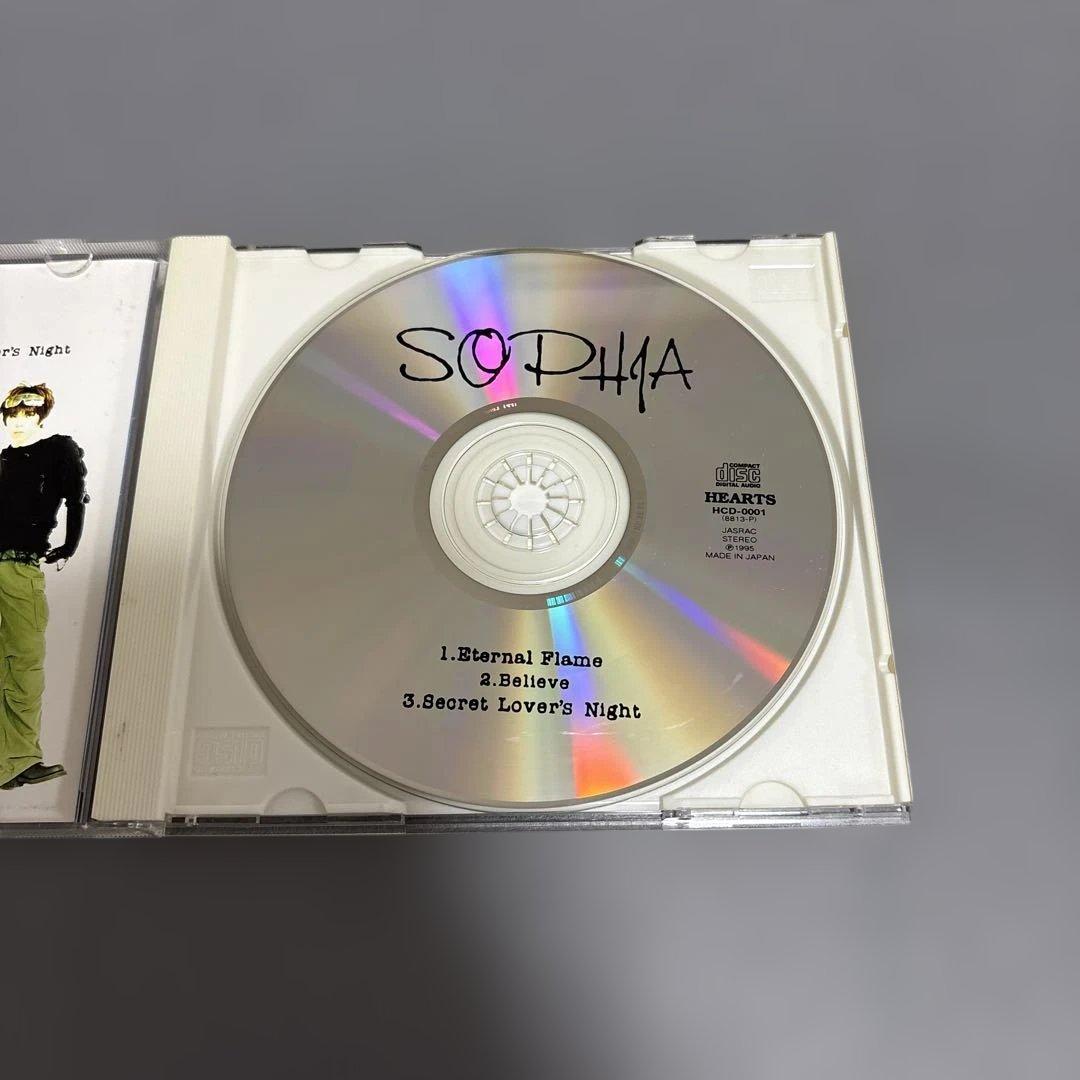 r's Night
SOPHIA
COMPACT
disc
DIGITAL AUDIO
HEARTS
HCD-0001
(8813-P)
JASRAC
STEREO
℗1995
MADE IN JAPAN
1.Eternal Flame
2.Believe
3.Secret Lover's Night